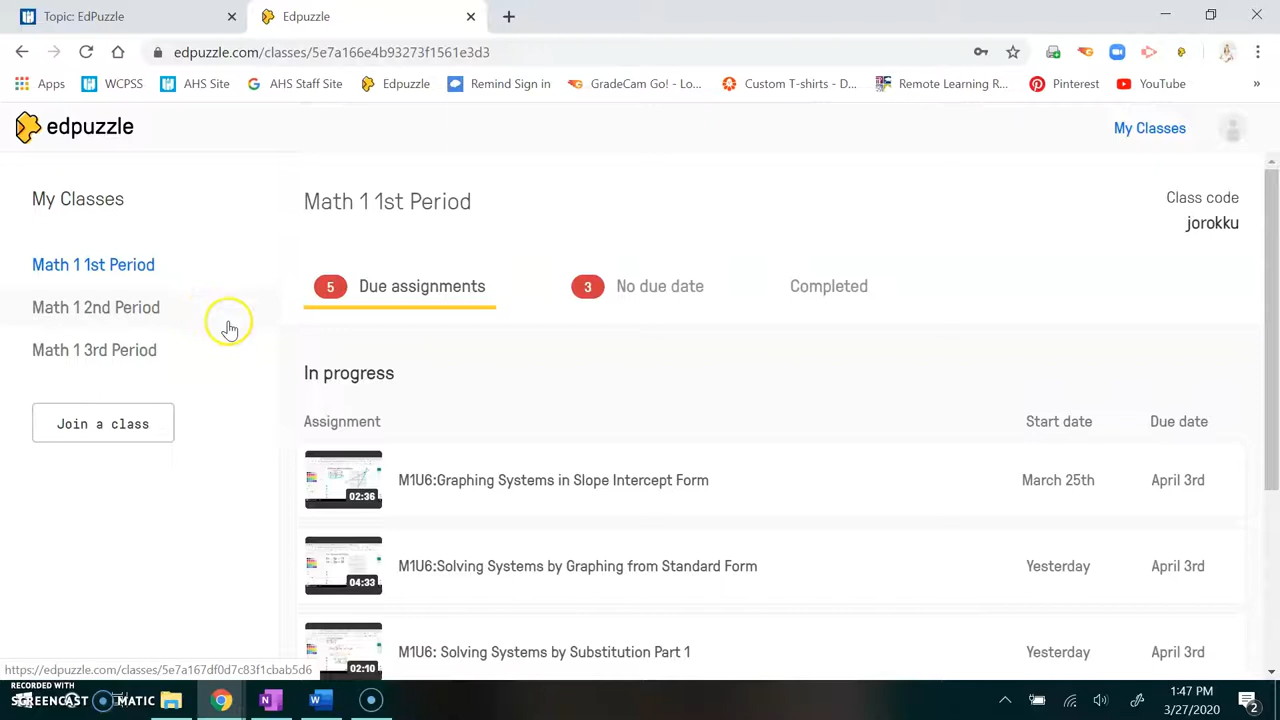 Topic: EdPuzzle
Edpuzzle
edpuzzle.com/classes/5e7a166e4b93273f1561e3d3
Apps
WCPSS
AHS Site
AHS Staff Site
Edpuzzle
Remind Sign in
GradeCam Go! - Lo...
Custom T-shirts - D...
Remote Learning R...
Pinterest
YouTube
»
edpuzzle
My Classes
My Classes
Math 1 1st Period
Class code
jorokku
Math 1 1st Period
5 Due assignments
3 No due date
Completed
Math 1 2nd Period
Math 1 3rd Period
Join a class
In progress
Assignment
Start date
Due date
02:36
M1U6:Graphing Systems in Slope Intercept Form
March 25th
April 3rd
04:33
M1U6:Solving Systems by Graphing from Standard Form
Yesterday
April 3rd
02:10
M1U6: Solving Systems by Substitution Part 1
Yesterday
April 3rd
https://edpuzzle.com/classes/5e7a167df0d7c83f1cbab5d6
RECORDED WITH
SCREENCAST MATIC
1:47 PM
3/27/2020
2